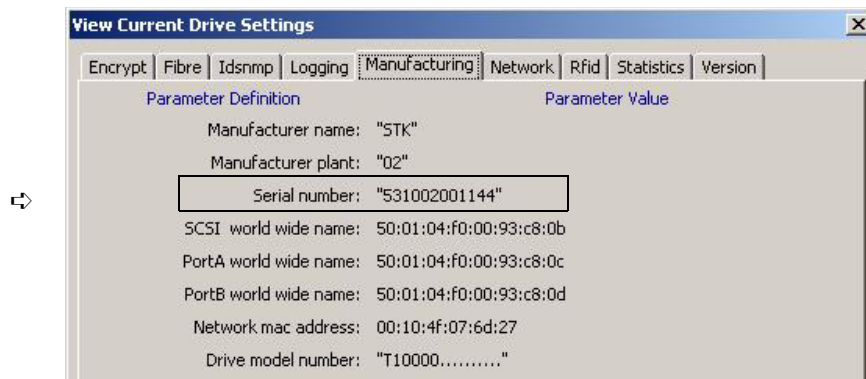 View Current Drive Settings
Encrypt Fibre Idsnmp Logging Manufacturing Network Rfid Statistics Version
Parameter Definition Parameter Value
Manufacturer name: "STK"
Manufacturer plant: "02"
Serial number: "531002001144"
SCSI world wide name: 50:01:04:f0:00:93:c8:0b
PortA world wide name: 50:01:04:f0:00:93:c8:0c
PortB world wide name: 50:01:04:f0:00:93:c8:0d
Network mac address: 00:10:4f:07:6d:27
Drive model number: "T10000.........."